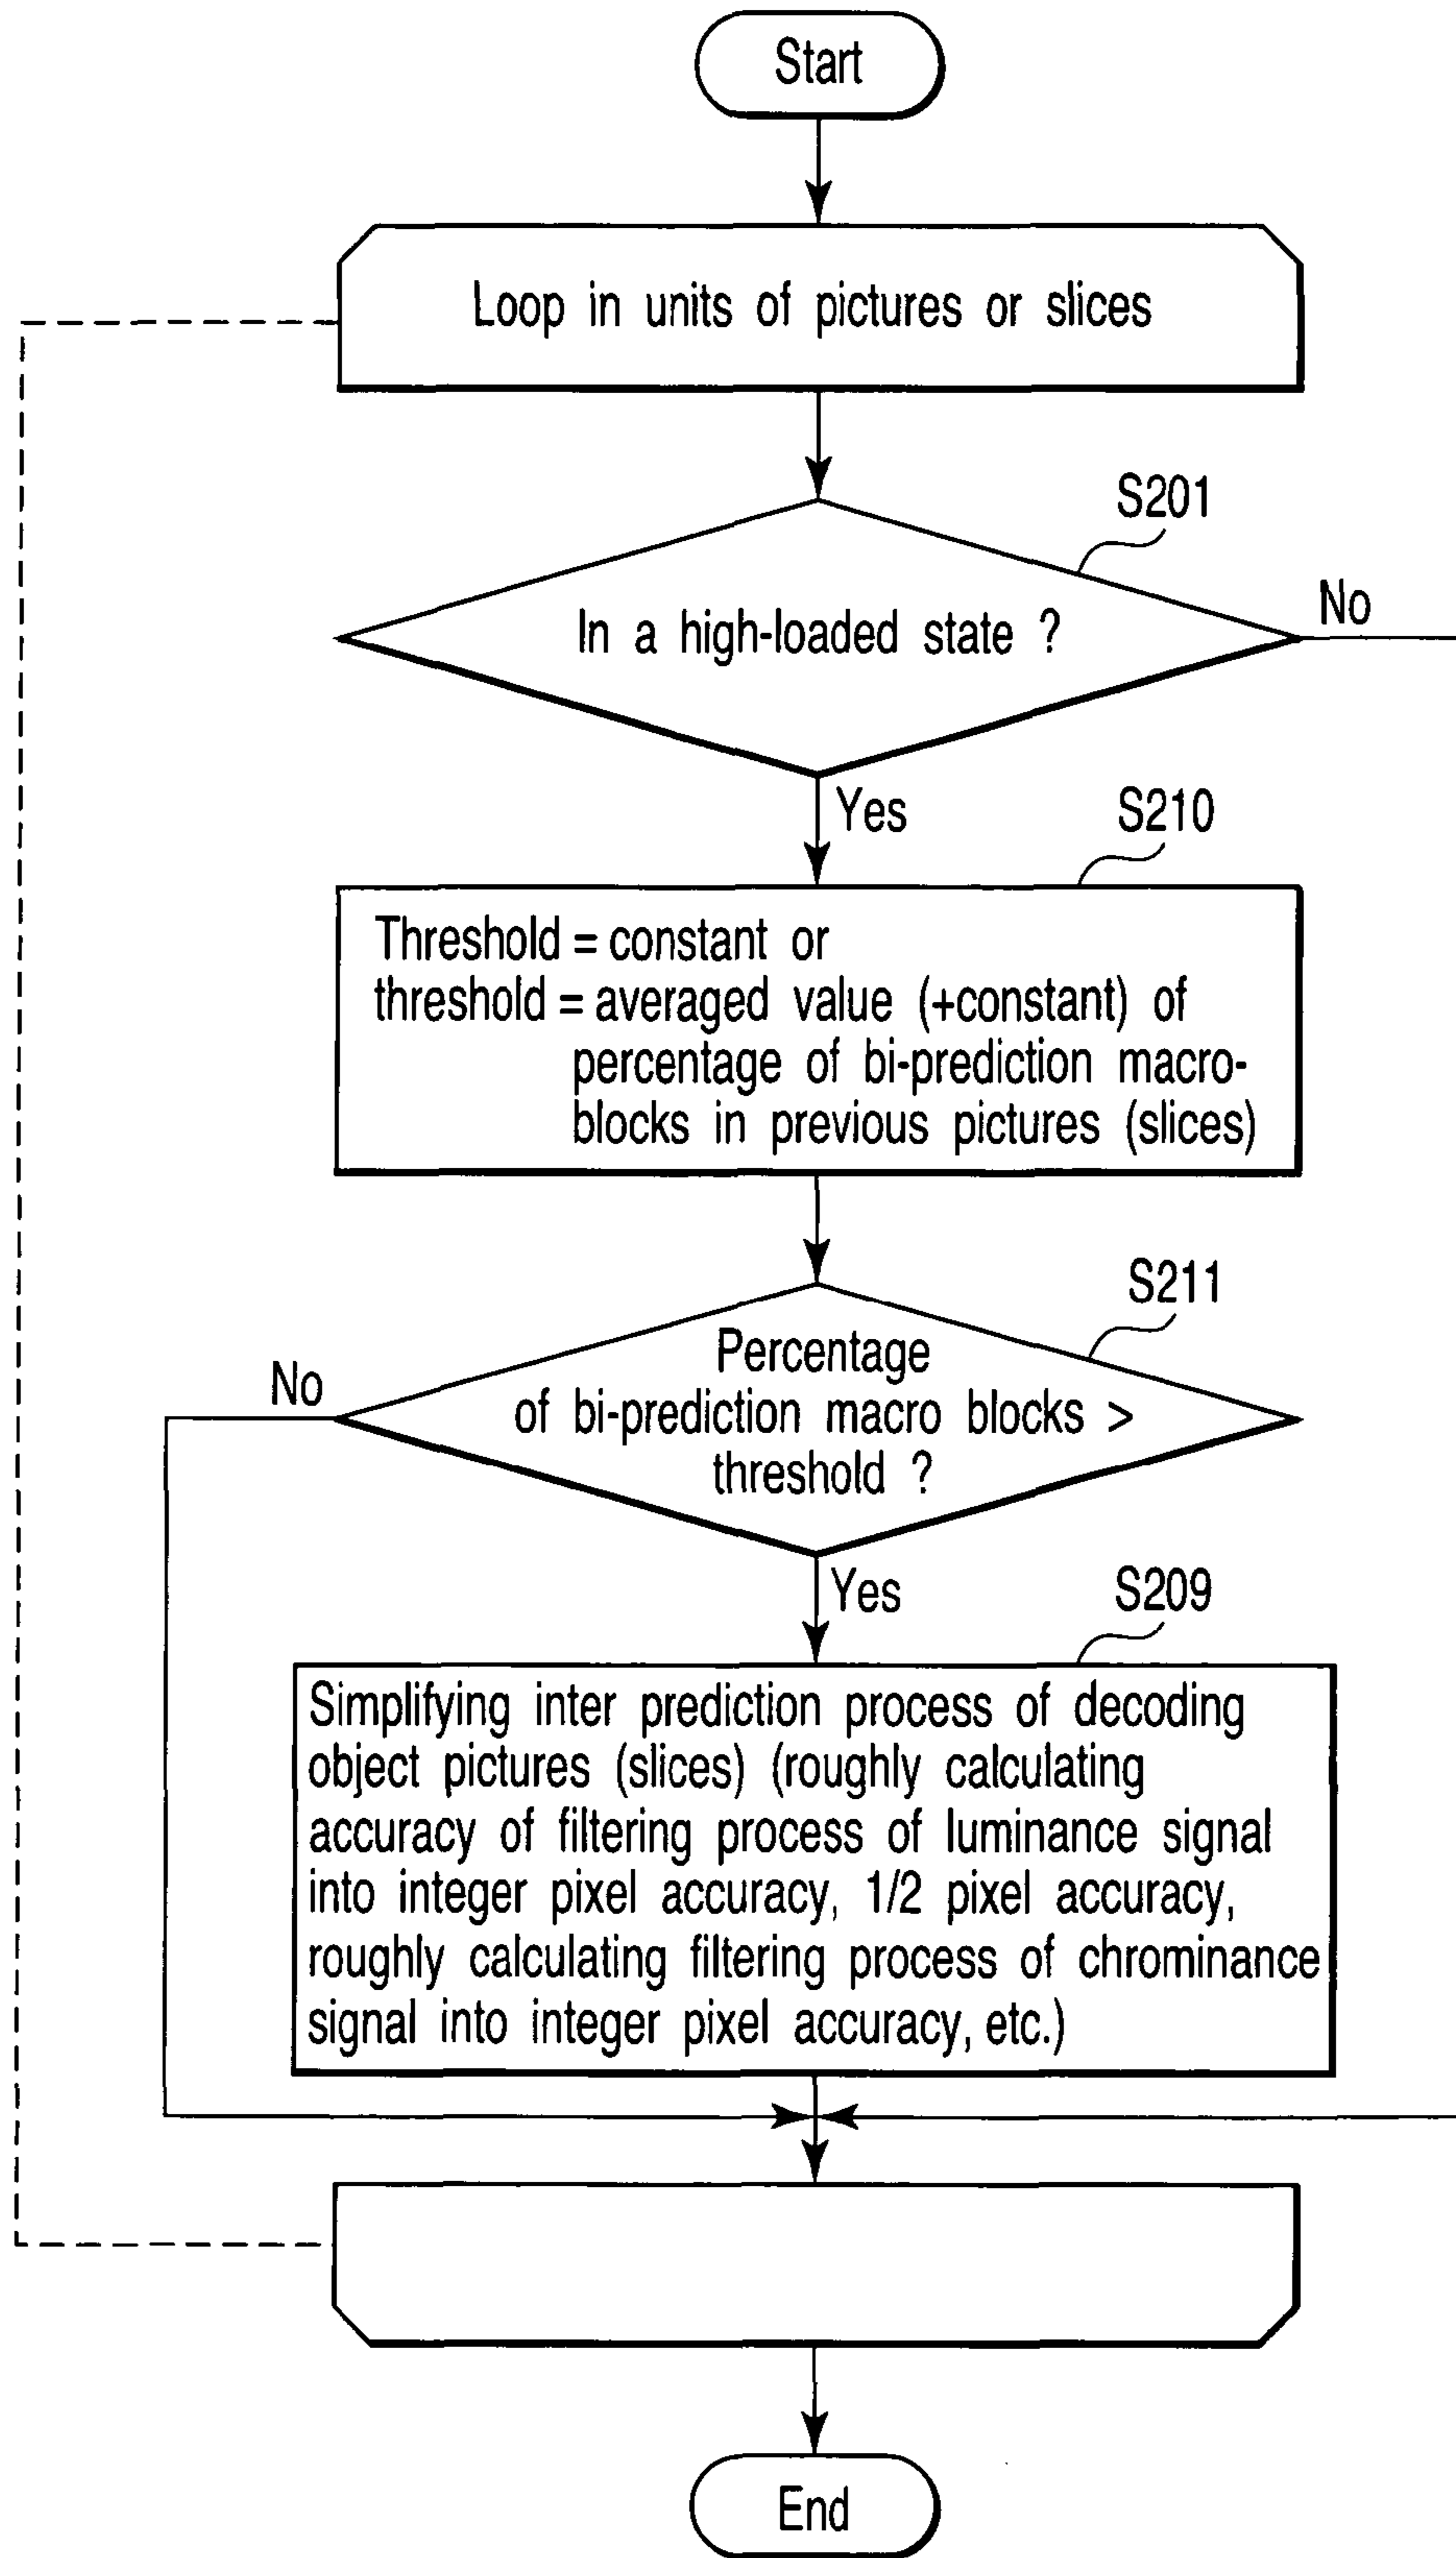 Start
Loop in units of pictures or slices
S201
In a high-loaded state ?
No
Yes
S210
Threshold = constant or
threshold = averaged value (+constant) of
percentage of bi-prediction macro-
blocks in previous pictures (slices)
S211
Percentage
of bi-prediction macro blocks >
threshold ?
No
Yes
S209
Simplifying inter prediction process of decoding
object pictures (slices) (roughly calculating
accuracy of filtering process of luminance signal
into integer pixel accuracy, 1/2 pixel accuracy,
roughly calculating filtering process of chrominance
signal into integer pixel accuracy, etc.)
End